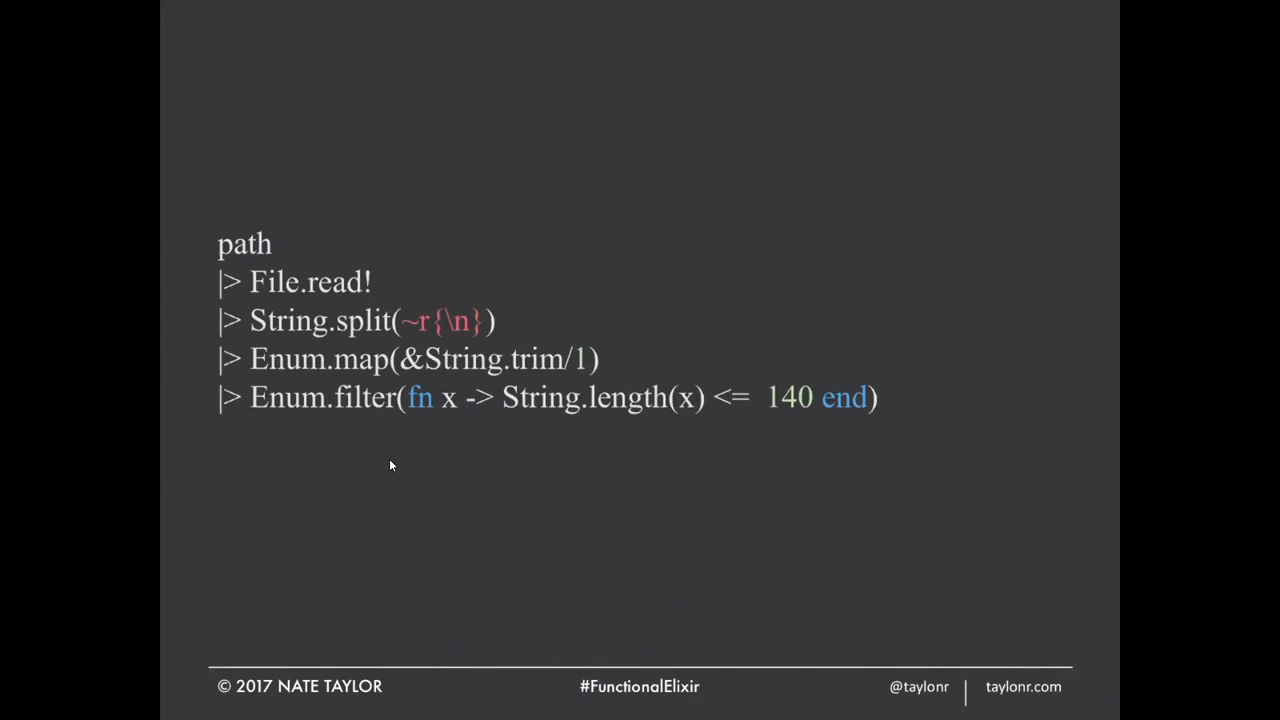 path
|> File.read!
|> String.split(~r{\n})
|> Enum.map(&String.trim/1)
|> Enum.filter(fn x -> String.length(x) <=  140 end)
© 2017 NATE TAYLOR
#FunctionalElixir
@taylonr | taylonr.com